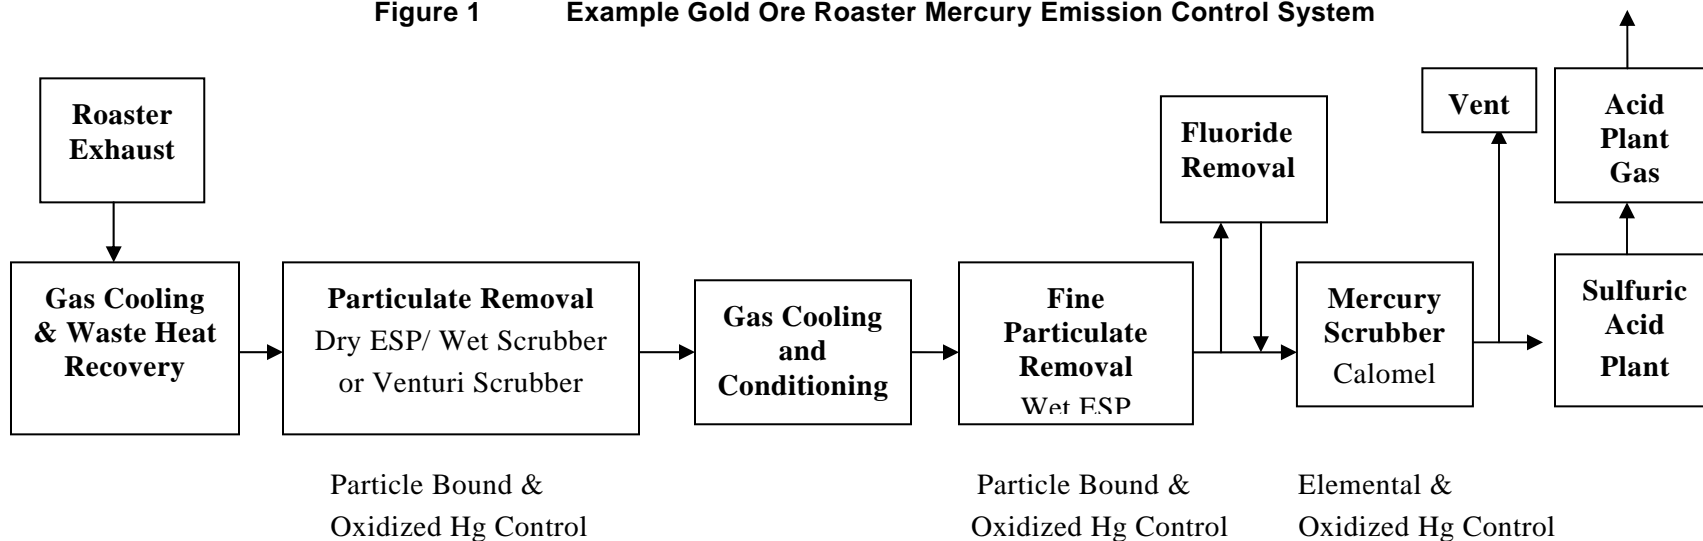 Figure 1 Example Gold Ore Roaster Mercury Emission Control System
Roaster
Exhaust
Gas Cooling
& Waste Heat
Recovery
Particulate Removal
Dry ESP/ Wet Scrubber
or Venturi Scrubber
Gas Cooling
and
Conditioning
Fine
Particulate
Removal
Wet ESP
Fluoride
Removal
Mercury
Scrubber
Calomel
Vent
Acid
Plant
Gas
Sulfuric
Acid
Plant
Particle Bound &
Oxidized Hg Control
Particle Bound &
Oxidized Hg Control
Elemental &
Oxidized Hg Control